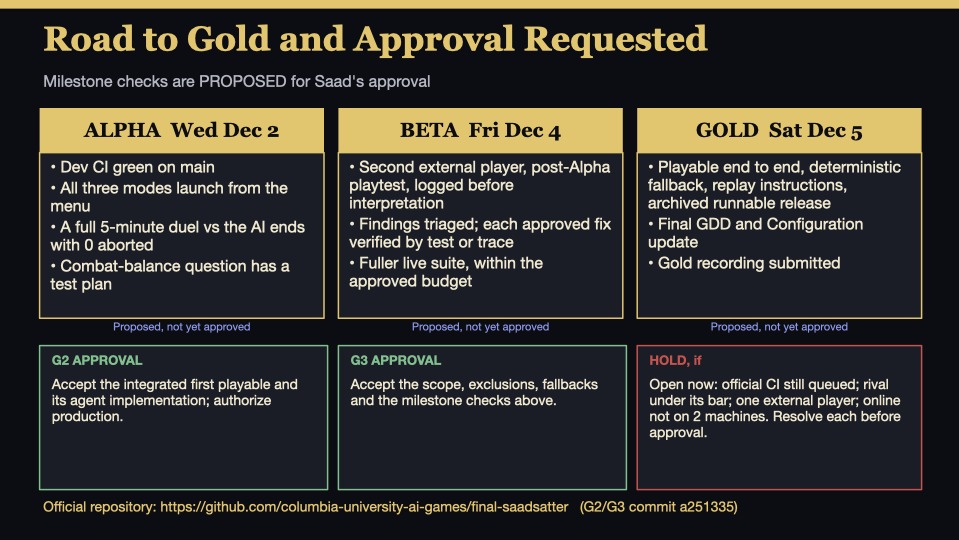 Road to Gold and Approval Requested
Milestone checks are PROPOSED for Saad's approval
ALPHA Wed Dec 2
• Dev CI green on main
• All three modes launch from the
menu
• A full 5-minute duel vs the AI ends
with 0 aborted
• Combat-balance question has a
test plan
Proposed, not yet approved
BETA Fri Dec 4
• Second external player, post-Alpha
playtest, logged before
interpretation
• Findings triaged; each approved fix
verified by test or trace
• Fuller live suite, within the
approved budget
Proposed, not yet approved
GOLD Sat Dec 5
• Playable end to end, deterministic
fallback, replay instructions,
archived runnable release
• Final GDD and Configuration
update
• Gold recording submitted
Proposed, not yet approved
G2 APPROVAL
Accept the integrated first playable and
its agent implementation; authorize
production.
G3 APPROVAL
Accept the scope, exclusions, fallbacks
and the milestone checks above.
HOLD, if
Open now: official CI still queued; rival
under its bar; one external player; online
not on 2 machines. Resolve each before
approval.
Official repository: https://github.com/columbia-university-ai-games/final-saadsatter (G2/G3 commit a251335)